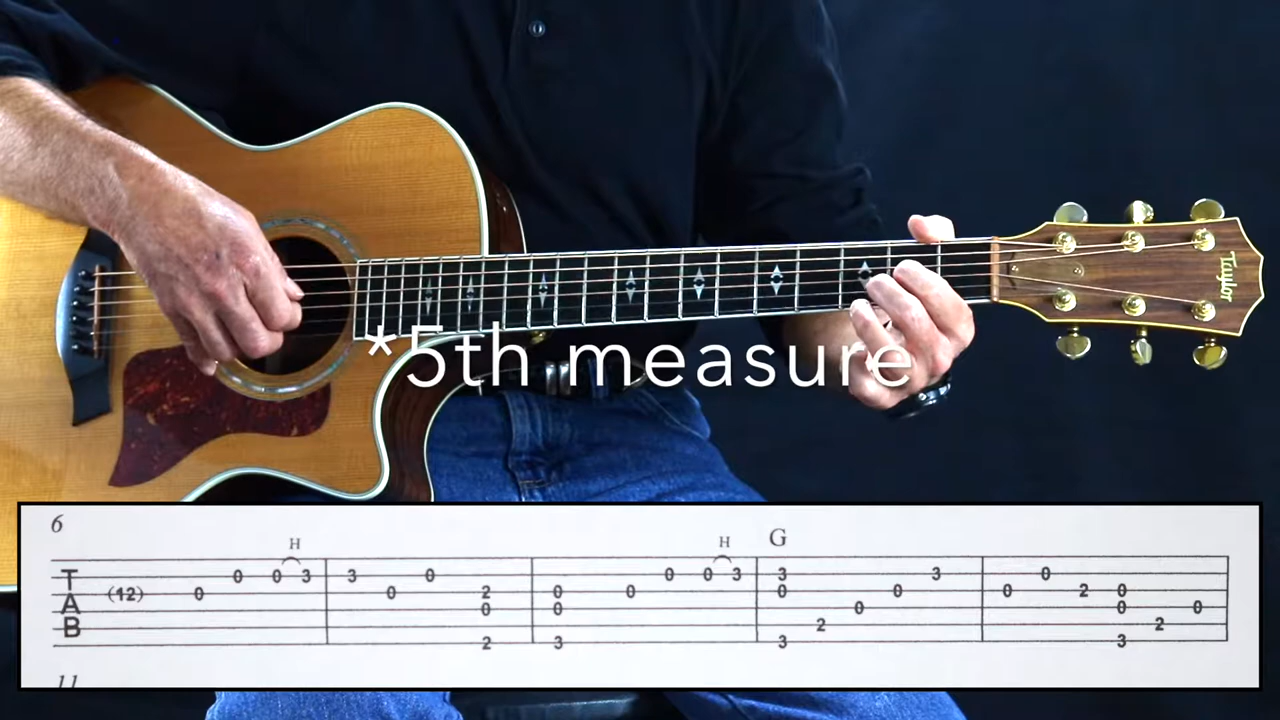 Taylor
*5th measure
6
H H G
T 0 0 3 3 0 0 0 3 3 3 0
(12) 0 0 2 0 0 0 0 0 2 0
A 0 0 0 0 0
B 2 2
2 3 3 3
11